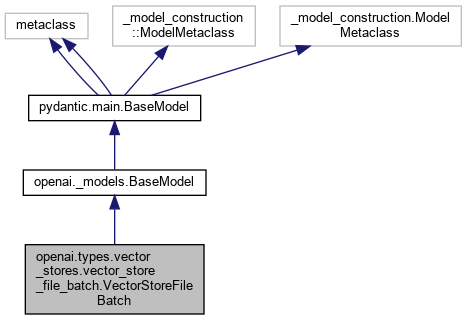 metaclass
_model_construction
::ModelMetaclass
_model_construction.Model
Metaclass
pydantic.main.BaseModel
openai._models.BaseModel
openai.types.vector
_stores.vector_store
_file_batch.VectorStoreFile
Batch